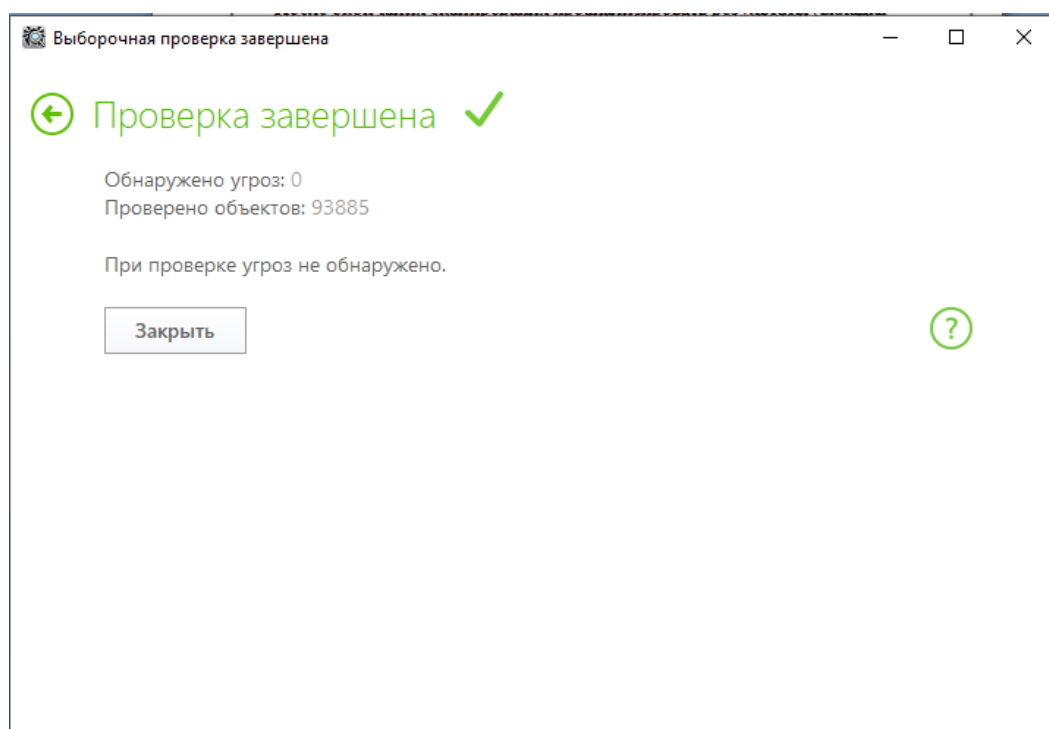 Выборочная проверка завершена
Проверка завершена
Обнаружено угроз: 0
Проверено объектов: 93885
При проверке угроз не обнаружено.
Закрыть
?